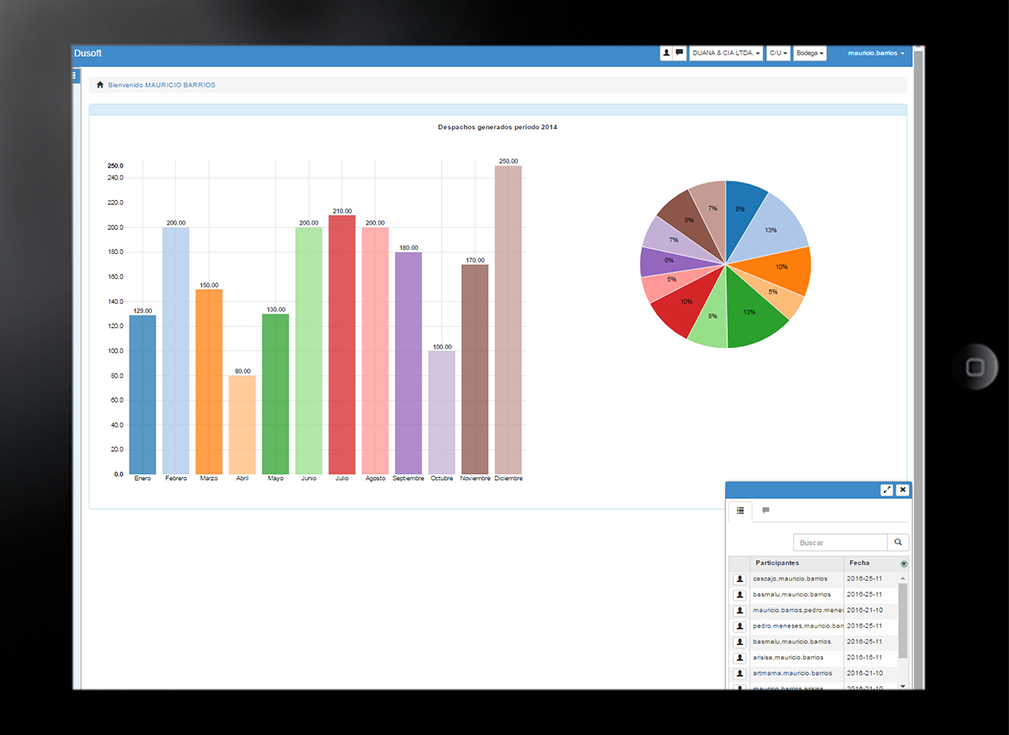 Dusoft
DUANA & CIA LTDA.
C/U
Bodega
mauricio.barrios
Bienvenido MAURICIO BARRIOS
Despachos generados periodo 2014
250.0
240.0
220.0
200.0
180.0
160.0
140.0
120.0
100.0
80.0
60.0
40.0
20.0
0.0
129.00
200.00
150.00
80.00
130.00
200.00
210.00
200.00
180.00
100.00
170.00
250.00
Enero Febrero Marzo Abril Mayo Junio Julio Agosto Septiembre Octubre Noviembre Diciembre
8%
13%
10%
5%
13%
8%
10%
5%
6%
7%
8%
7%
Buscar
Participantes Fecha
cascajo,mauricio.barrios 2016-25-11
basmalu,mauricio.barrios 2016-25-11
mauricio.barrios,pedro.menes 2016-21-10
pedro.meneses,mauricio.bar 2016-25-11
basmalu,mauricio.barrios 2016-25-11
arisisa,mauricio.barrios 2016-16-11
artmama,mauricio.barrios 2016-21-10
mauricio.barrios,arisisa 2016-21-10